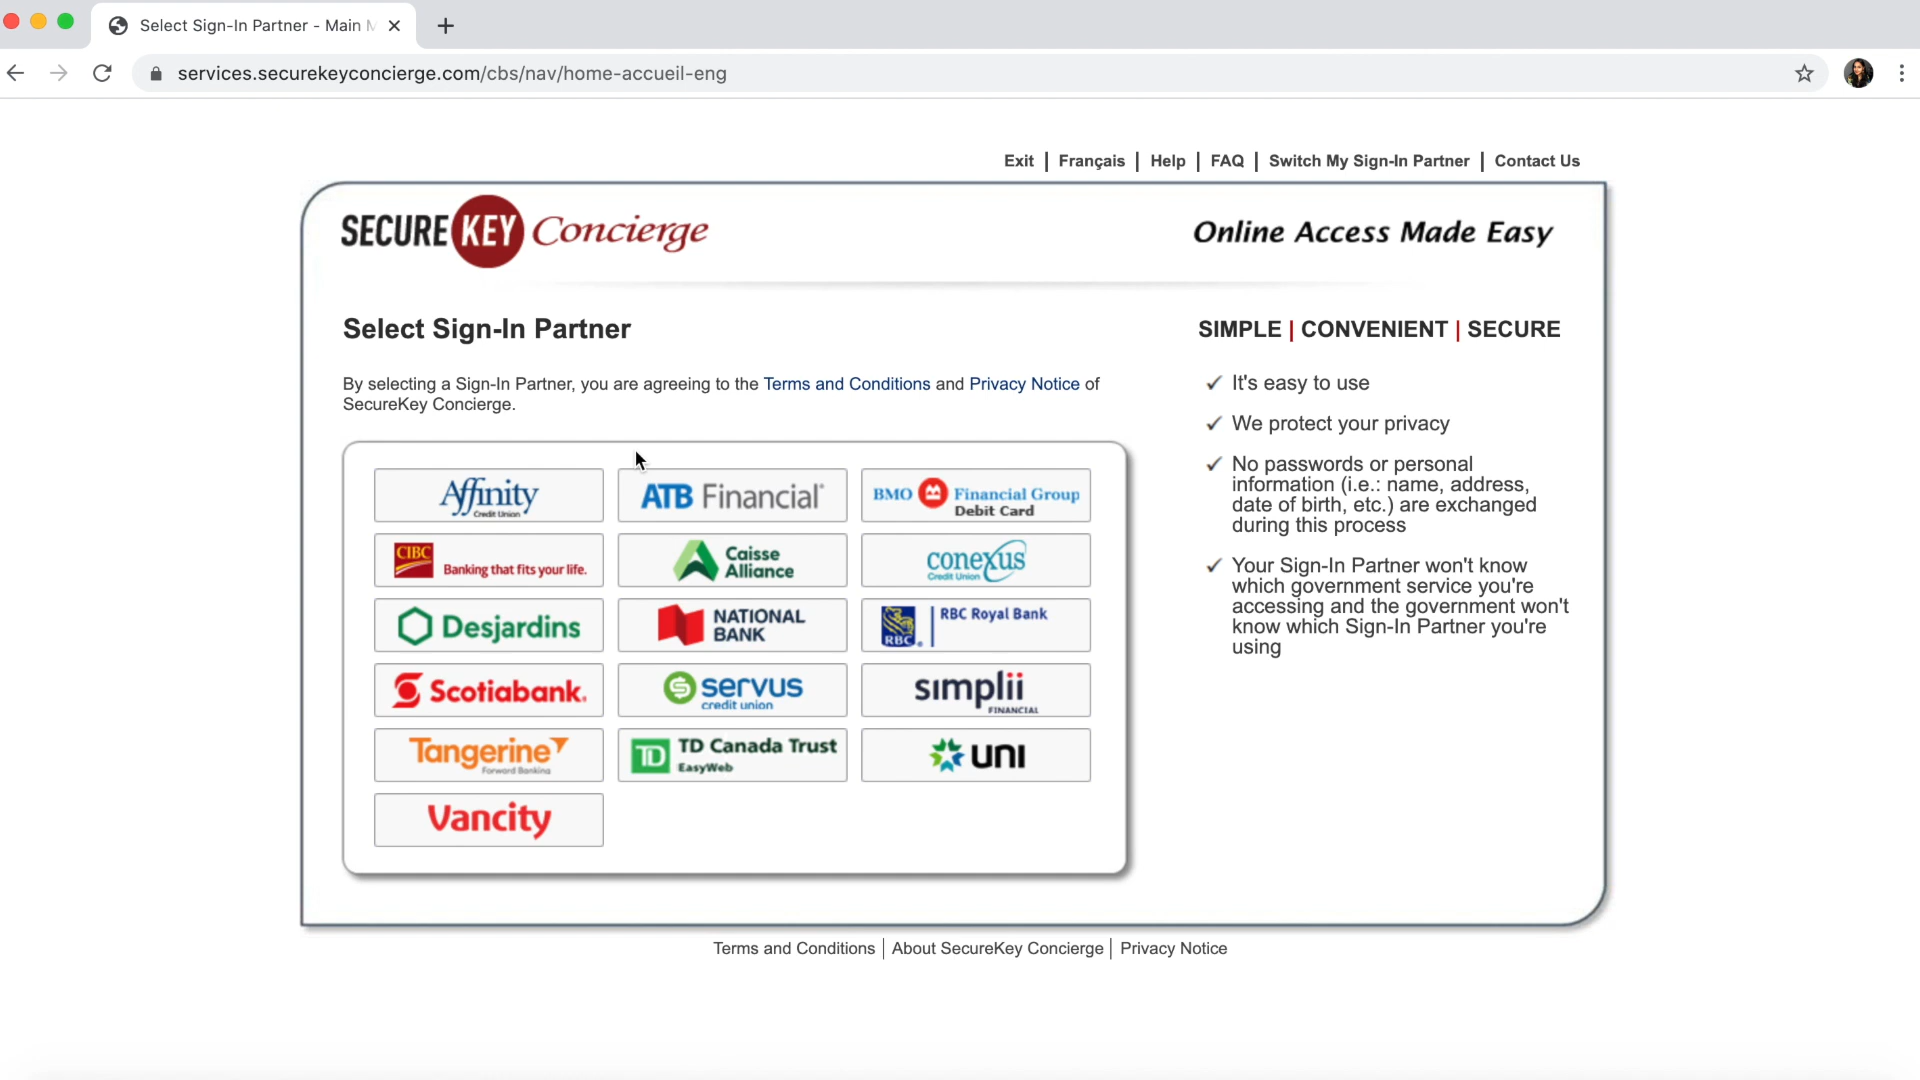 Select Sign-In Partner - Main M
services.securekeyconcierge.com/cbs/nav/home-accueil-eng
Exit | Français | Help | FAQ | Switch My Sign-In Partner | Contact Us
SECUREKEY Concierge
Online Access Made Easy
Select Sign-In Partner
By selecting a Sign-In Partner, you are agreeing to the Terms and Conditions and Privacy Notice of
SecureKey Concierge.
Affinity
Credit Union
ATB Financial
BMO Financial Group
Debit Card
CIBC
Banking that fits your life.
Caisse
Alliance
conexus
Credit Union
Desjardins
NATIONAL
BANK
RBC
RBC Royal Bank
Scotiabank.
servus
credit union
simplii
FINANCIAL
Tangerine
Forward Banking
TD
TD Canada Trust
EasyWeb
UNI
Vancity
SIMPLE | CONVENIENT | SECURE
It's easy to use
We protect your privacy
No passwords or personal
information (i.e.: name, address,
date of birth, etc.) are exchanged
during this process
Your Sign-In Partner won't know
which government service you're
accessing and the government won't
know which Sign-In Partner you're
using
Terms and Conditions | About SecureKey Concierge | Privacy Notice